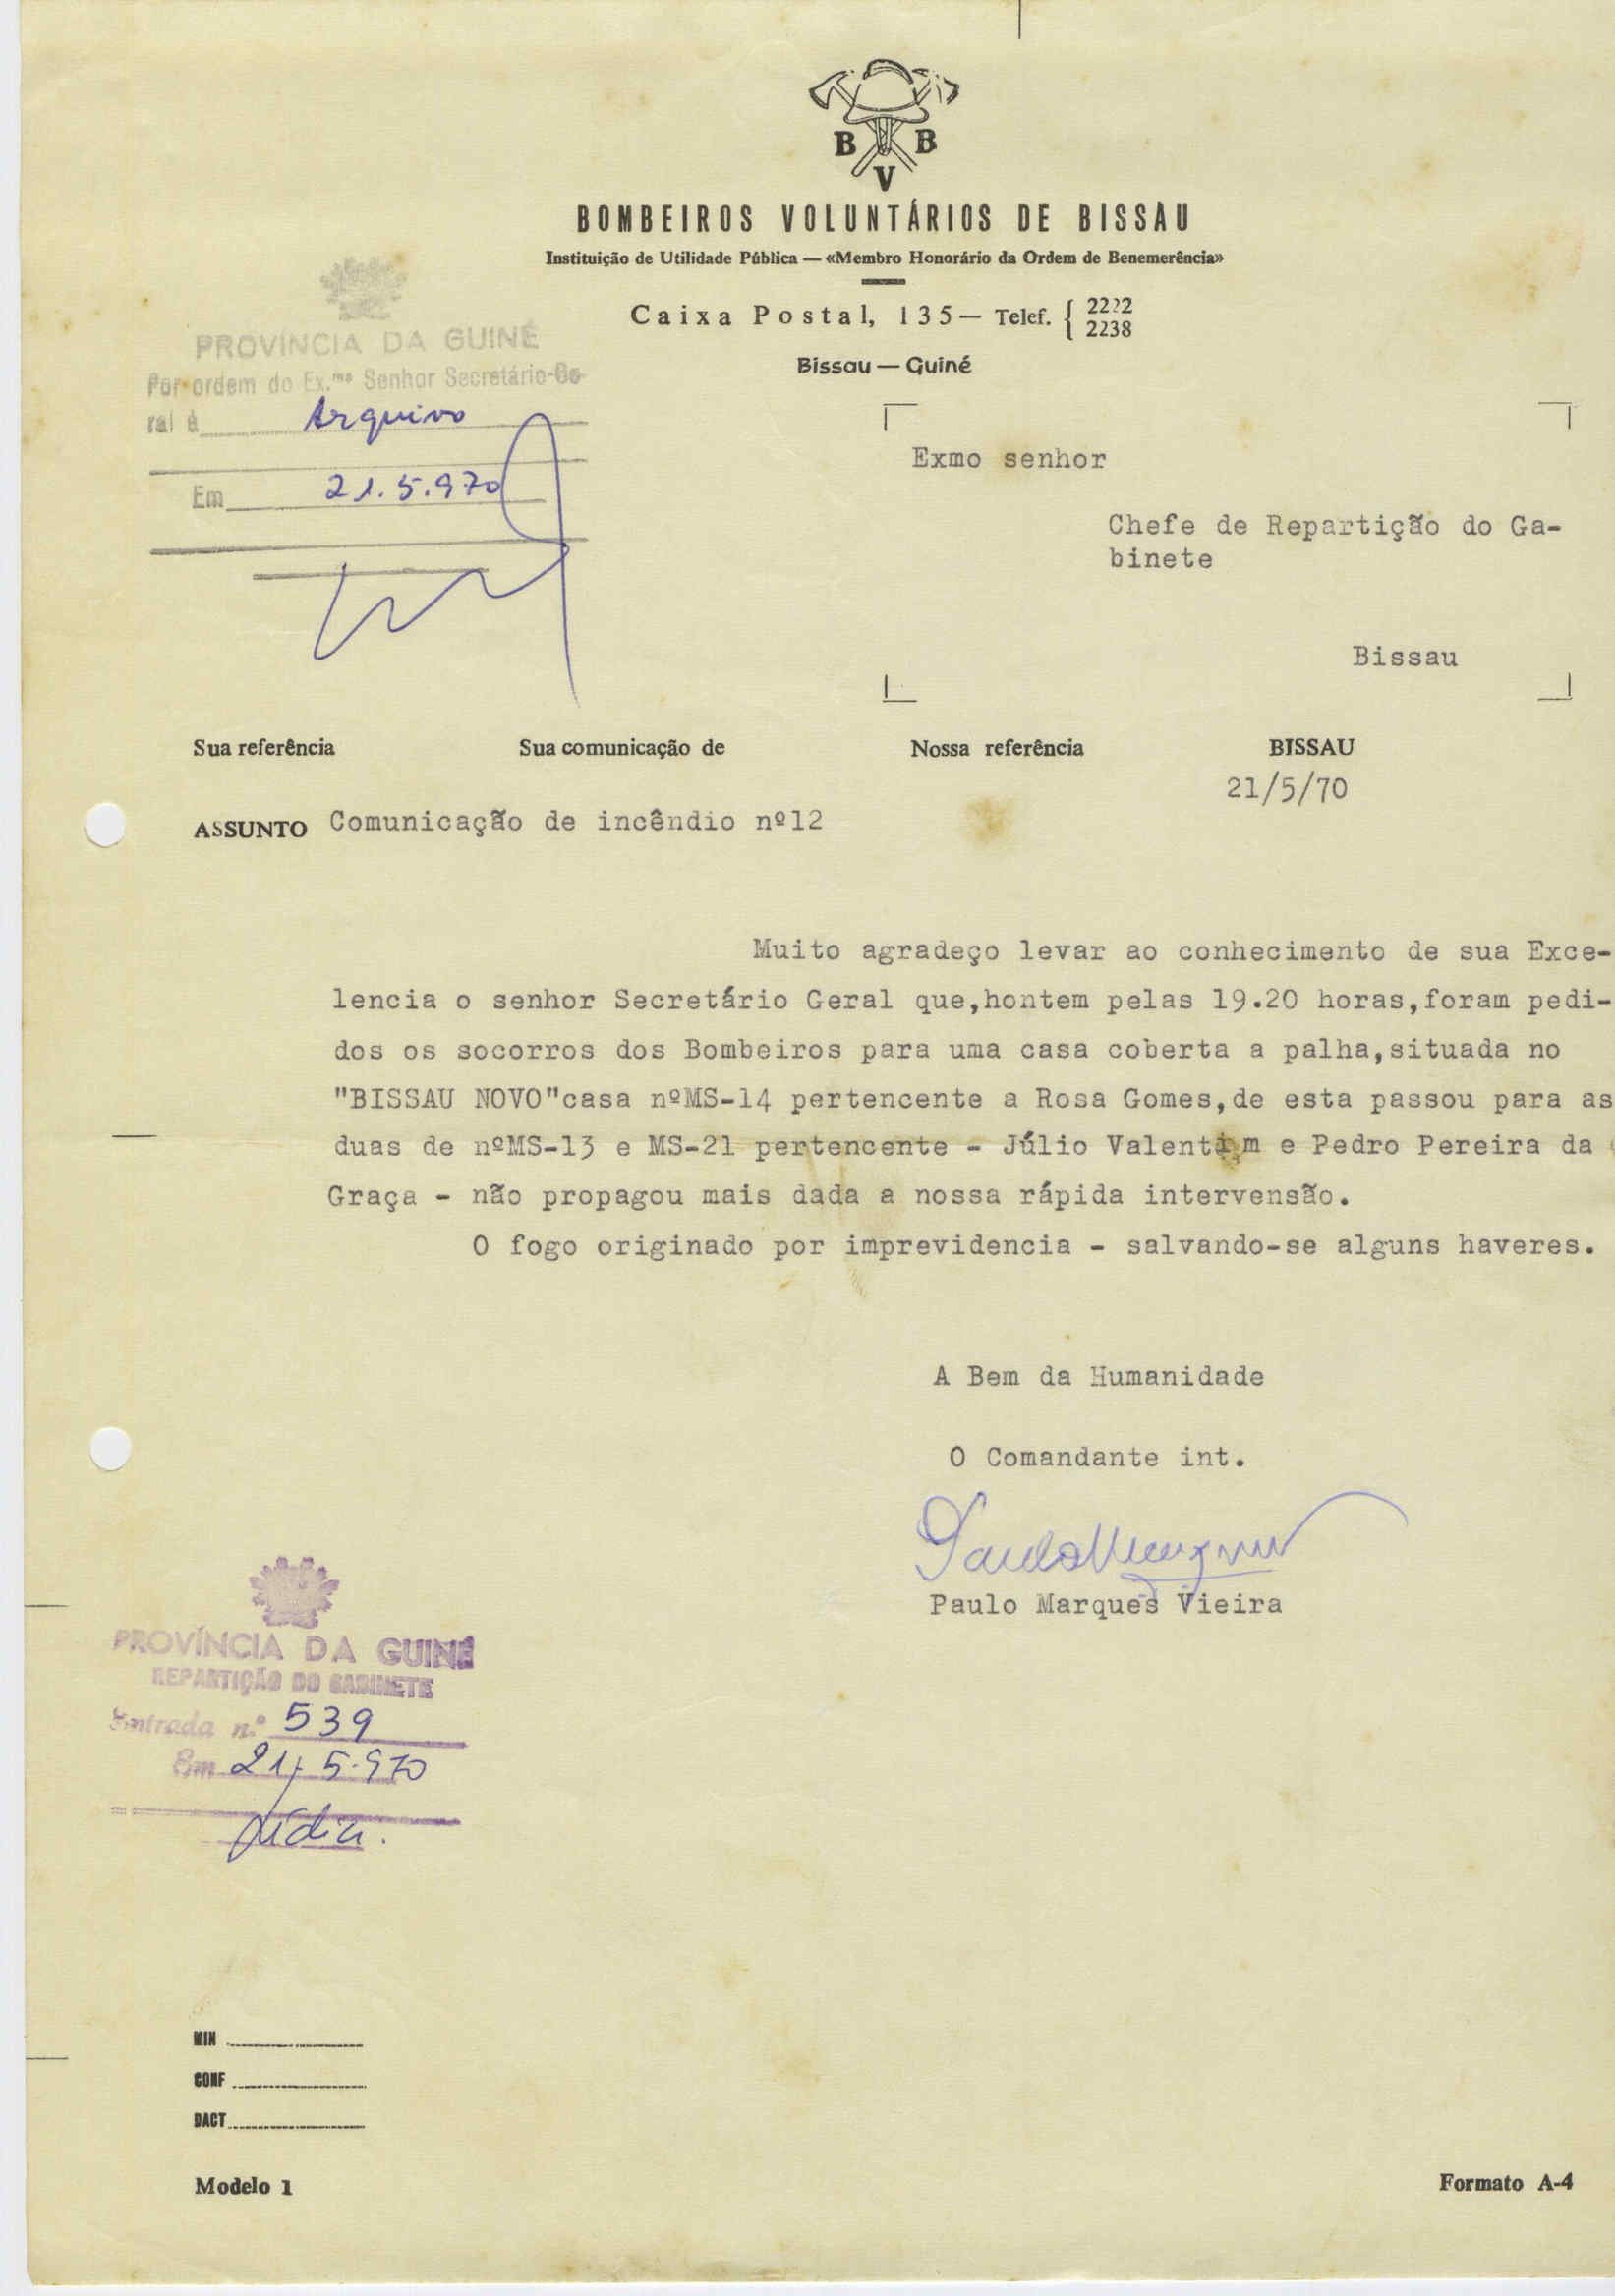 B B
V
BOMBEIROS VOLUNTÁRIOS DE BISSAU
Instituição de Utilidade Pública — «Membro Honorário da Ordem de Benemerência»
Caixa Postal, 135 — Telef. { 2222
2238
Bissau — Guiné
PROVÍNCIA DA GUINÉ
Por ordem do Ex.mo Senhor Secretário-Ge-
ral à Arquivo
Em 21.5.970
Exmo senhor
Chefe de Repartição do Ga-
binete
Bissau
Sua referência Sua comunicação de Nossa referência BISSAU
21/5/70
ASSUNTO Comunicação de incêndio nº12
Muito agradeço levar ao conhecimento de sua Exce-
lencia o senhor Secretário Geral que,hontem pelas 19.20 horas,foram pedi-
dos os socorros dos Bombeiros para uma casa coberta a palha,situada no
"BISSAU NOVO"casa nºMS-14 pertencente a Rosa Gomes,de esta passou para as
duas de nºMS-13 e MS-21 pertencente - Júlio Valentim e Pedro Pereira da
Graça - não propagou mais dada a nossa rápida intervensão.
O fogo originado por imprevidencia - salvando-se alguns haveres.
A Bem da Humanidade
O Comandante int.
Paulo Marques Vieira
PROVÍNCIA DA GUINÉ
REPARTIÇÃO DO GABINETE
Entrada n.º 539
Em 21/5.970
MIN
CONF
DACT
Modelo 1 Formato A-4